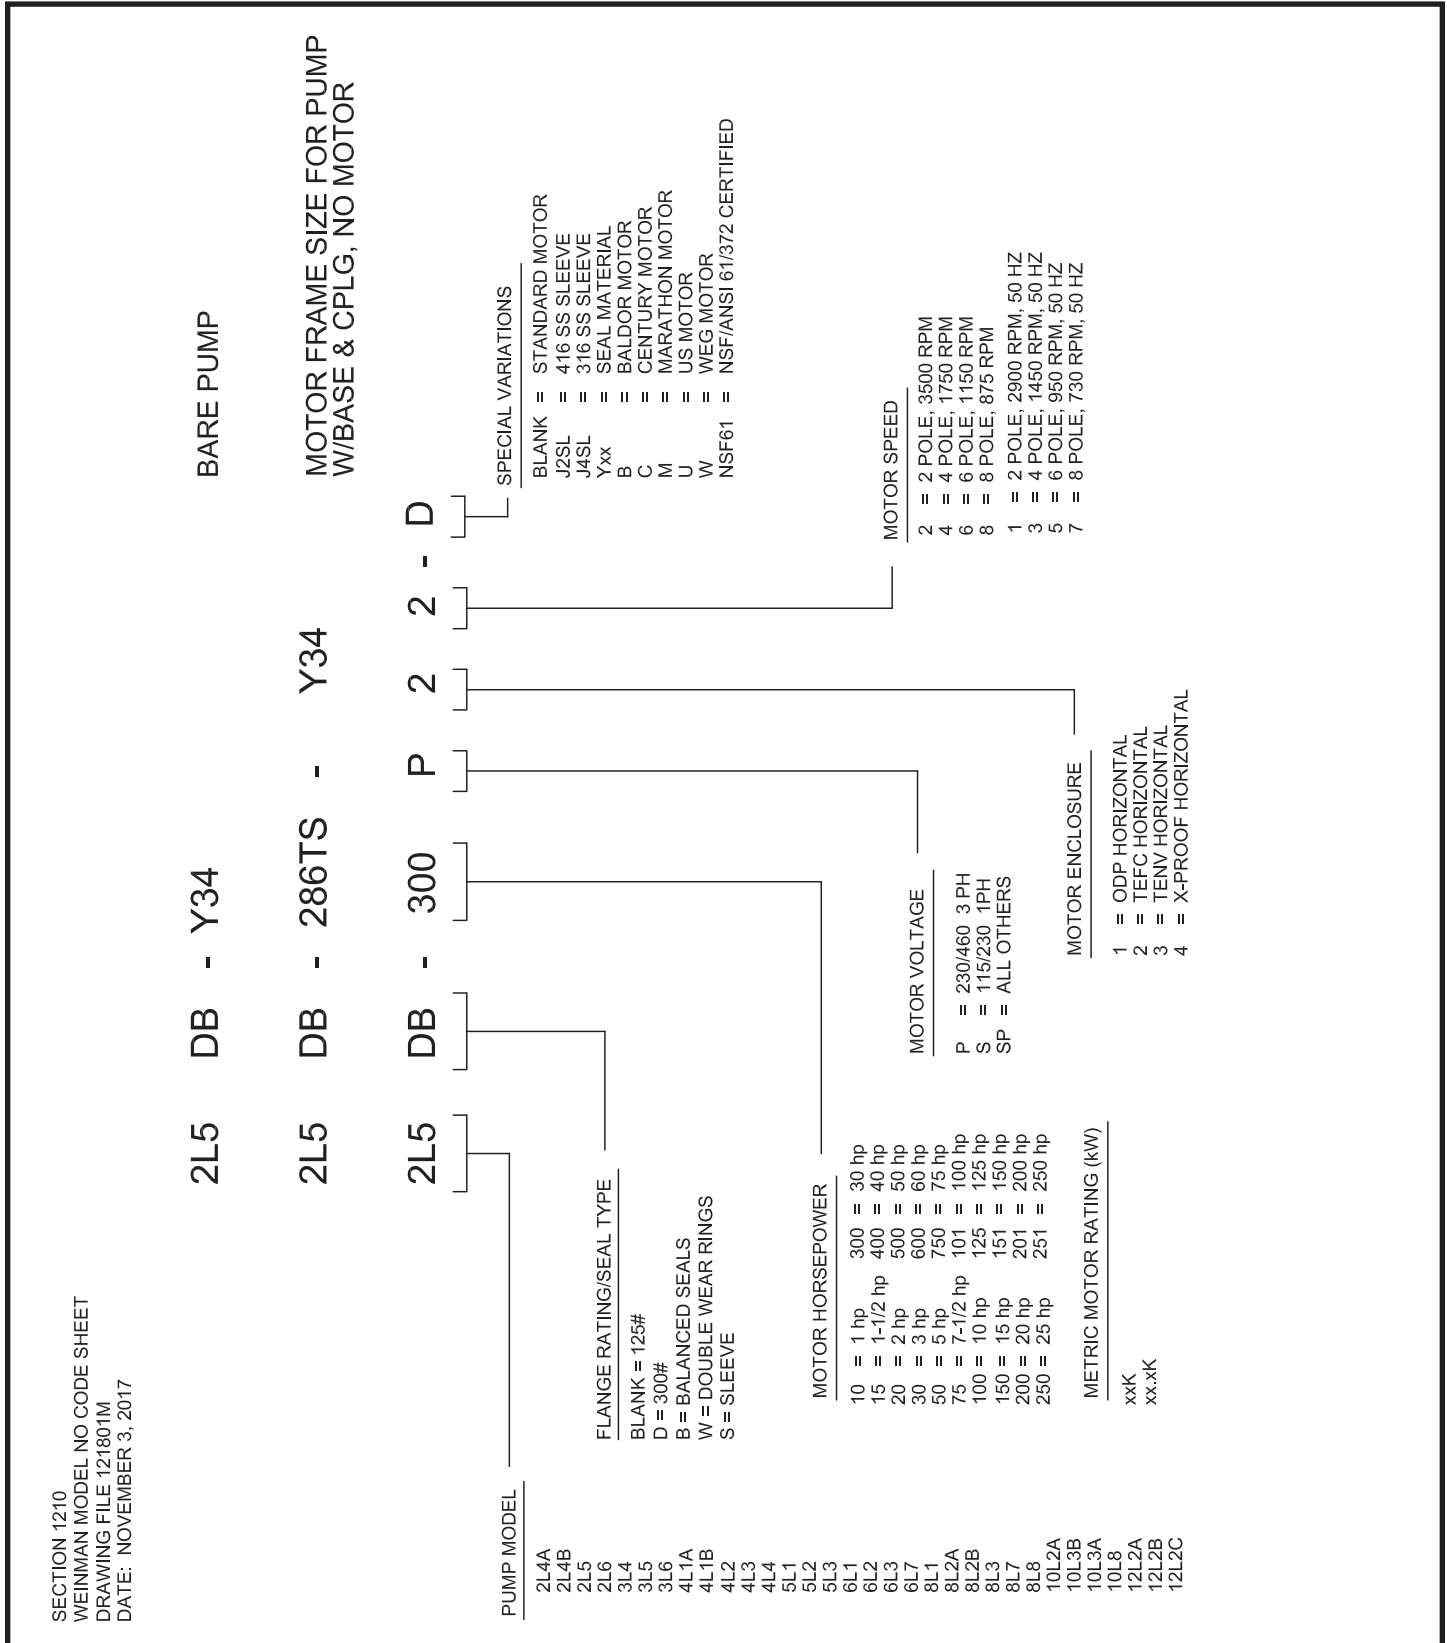 SECTION 1210
WEINMAN MODEL NO CODE SHEET
DRAWING FILE 121801M
DATE: NOVEMBER 3, 2017
2L5 DB - Y34 BARE PUMP
2L5 DB - 286TS - Y34 MOTOR FRAME SIZE FOR PUMP
W/BASE & CPLG, NO MOTOR
2L5 DB - 300 P 2 2 - D
PUMP MODEL
2L4A
2L4B
2L5
2L6
3L4
3L5
3L6
4L1A
4L1B
4L2
4L3
4L4
5L1
5L2
5L3
6L1
6L2
6L3
6L7
8L1
8L2A
8L2B
8L3
8L7
8L8
10L2A
10L3B
10L3A
10L8
12L2A
12L2B
12L2C
FLANGE RATING/SEAL TYPE
BLANK = 125#
D = 300#
B = BALANCED SEALS
W = DOUBLE WEAR RINGS
S = SLEEVE
MOTOR HORSEPOWER
10 = 1 hp 300 = 30 hp
15 = 1-1/2 hp 400 = 40 hp
20 = 2 hp 500 = 50 hp
30 = 3 hp 600 = 60 hp
50 = 5 hp 750 = 75 hp
75 = 7-1/2 hp 101 = 100 hp
100 = 10 hp 125 = 125 hp
150 = 15 hp 151 = 150 hp
200 = 20 hp 201 = 200 hp
250 = 25 hp 251 = 250 hp
METRIC MOTOR RATING (kW)
xxK
xx.xK
MOTOR VOLTAGE
P = 230/460 3 PH
S = 115/230 1PH
SP = ALL OTHERS
MOTOR ENCLOSURE
1 = ODP HORIZONTAL
2 = TEFC HORIZONTAL
3 = TENV HORIZONTAL
4 = X-PROOF HORIZONTAL
MOTOR SPEED
2 = 2 POLE, 3500 RPM
4 = 4 POLE, 1750 RPM
6 = 6 POLE, 1150 RPM
8 = 8 POLE, 875 RPM
1 = 2 POLE, 2900 RPM, 50 HZ
3 = 4 POLE, 1450 RPM, 50 HZ
5 = 6 POLE, 950 RPM, 50 HZ
7 = 8 POLE, 730 RPM, 50 HZ
SPECIAL VARIATIONS
BLANK = STANDARD MOTOR
J2SL = 416 SS SLEEVE
J4SL = 316 SS SLEEVE
Yxx = SEAL MATERIAL
B = BALDOR MOTOR
C = CENTURY MOTOR
M = MARATHON MOTOR
U = US MOTOR
W = WEG MOTOR
NSF61 = NSF/ANSI 61/372 CERTIFIED